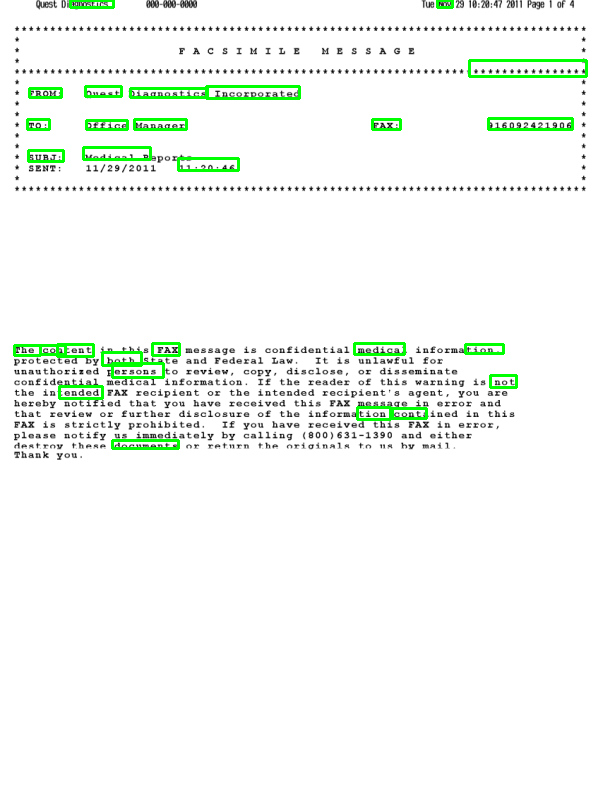 Quest Diagnostics 000-000-0000 Tue Nov 29 10:20:47 2011 Page 1 of 4
FACSIMILE MESSAGE
FROM: Quest Diagnostics Incorporated
TO: Office Manager FAX: 916092421906
SUBJ: Medical Reports
SENT: 11/29/2011 11:20:46
The content in this FAX message is confidential medical information
protected by both State and Federal Law. It is unlawful for
unauthorized persons to review, copy, disclose, or disseminate
confidential medical information. If the reader of this warning is not
the intended FAX recipient or the intended recipient's agent, you are
hereby notified that you have received this FAX message in error and
that review or further disclosure of the information contained in this
FAX is strictly prohibited. If you have received this FAX in error,
please notify us immediately by calling (800)631-1390 and either
destroy these documents or return the originals to us by mail.
Thank you.